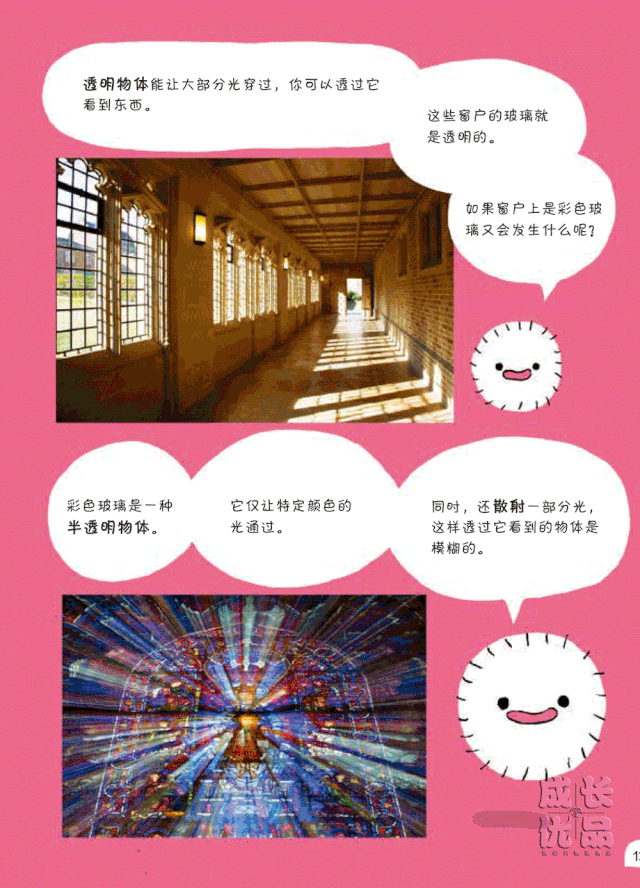 透明物体能让大部分光穿过，你可以透过它
看到东西。
这些窗户的玻璃就
是透明的。
如果窗户上是彩色玻
璃又会发生什么呢？
彩色玻璃是一种
半透明物体。
它仅让特定颜色的
光通过。
同时，还散射一部分光，
这样透过它看到的物体是
模糊的。
成长
优品